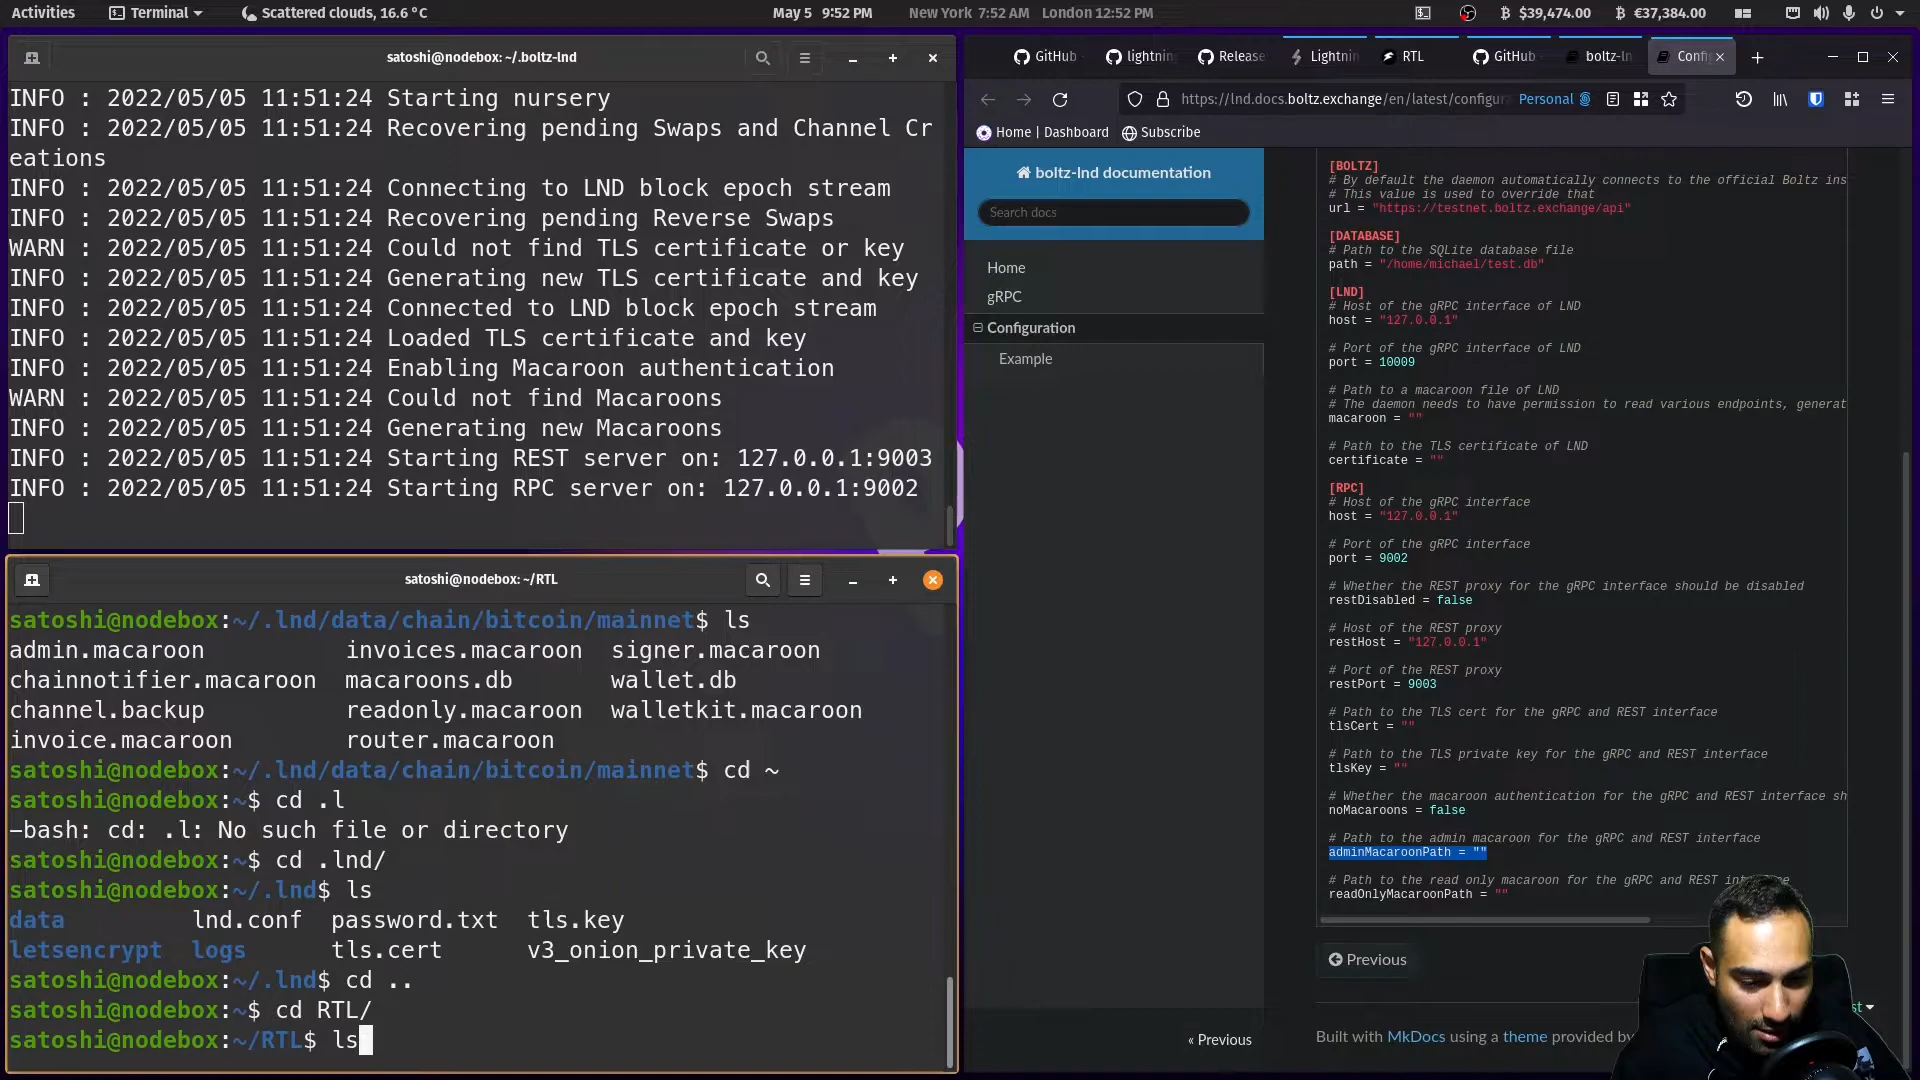 Activities
Terminal
Scattered clouds, 16.6 °C
May 5 9:52 PM
New York 7:52 AM London 12:52 PM
$39,474.00
€37,384.00
satoshi@nodebox: ~/.boltz-lnd
INFO : 2022/05/05 11:51:24 Starting nursery
INFO : 2022/05/05 11:51:24 Recovering pending Swaps and Channel Cr
eations
INFO : 2022/05/05 11:51:24 Connecting to LND block epoch stream
INFO : 2022/05/05 11:51:24 Recovering pending Reverse Swaps
WARN : 2022/05/05 11:51:24 Could not find TLS certificate or key
INFO : 2022/05/05 11:51:24 Generating new TLS certificate and key
INFO : 2022/05/05 11:51:24 Connected to LND block epoch stream
INFO : 2022/05/05 11:51:24 Loaded TLS certificate and key
INFO : 2022/05/05 11:51:24 Enabling Macaroon authentication
WARN : 2022/05/05 11:51:24 Could not find Macaroons
INFO : 2022/05/05 11:51:24 Generating new Macaroons
INFO : 2022/05/05 11:51:24 Starting REST server on: 127.0.0.1:9003
INFO : 2022/05/05 11:51:24 Starting RPC server on: 127.0.0.1:9002
satoshi@nodebox: ~/RTL
satoshi@nodebox:~/.lnd/data/chain/bitcoin/mainnet$ ls
admin.macaroon invoices.macaroon signer.macaroon
chainnotifier.macaroon macaroons.db wallet.db
channel.backup readonly.macaroon walletkit.macaroon
invoice.macaroon router.macaroon
satoshi@nodebox:~/.lnd/data/chain/bitcoin/mainnet$ cd ~
satoshi@nodebox:~$ cd .l
-bash: cd: .l: No such file or directory
satoshi@nodebox:~$ cd .lnd/
satoshi@nodebox:~/.lnd$ ls
data lnd.conf password.txt tls.key
letsencrypt logs tls.cert v3_onion_private_key
satoshi@nodebox:~/.lnd$ cd ..
satoshi@nodebox:~$ cd RTL/
satoshi@nodebox:~/RTL$ ls
GitHub
lightnin
Release
Lightnin
RTL
GitHub
boltz-ln
Config
https://lnd.docs.boltz.exchange/en/latest/configura
Personal
Home | Dashboard
Subscribe
boltz-lnd documentation
Search docs
Home
gRPC
Configuration
Example
« Previous
[BOLTZ]
# By default the daemon automatically connects to the official Boltz ins
# This value is used to override that
url = "https://testnet.boltz.exchange/api"
[DATABASE]
# Path to the SQLite database file
path = "/home/michael/test.db"
[LND]
# Host of the gRPC interface of LND
host = "127.0.0.1"
# Port of the gRPC interface of LND
port = 10009
# Path to a macaroon file of LND
# The daemon needs to have permission to read various endpoints, generat
macaroon = ""
# Path to the TLS certificate of LND
certificate = ""
[RPC]
# Host of the gRPC interface
host = "127.0.0.1"
# Port of the gRPC interface
port = 9002
# Whether the REST proxy for the gRPC interface should be disabled
restDisabled = false
# Host of the REST proxy
restHost = "127.0.0.1"
# Port of the REST proxy
restPort = 9003
# Path to the TLS cert for the gRPC and REST interface
tlsCert = ""
# Path to the TLS private key for the gRPC and REST interface
tlsKey = ""
# Whether the macaroon authentication for the gRPC and REST interface sh
noMacaroons = false
# Path to the admin macaroon for the gRPC and REST interface
adminMacaroonPath = ""
# Path to the read only macaroon for the gRPC and REST
readOnlyMacaroonPath = ""
Previous
Built with MkDocs using a theme provided by